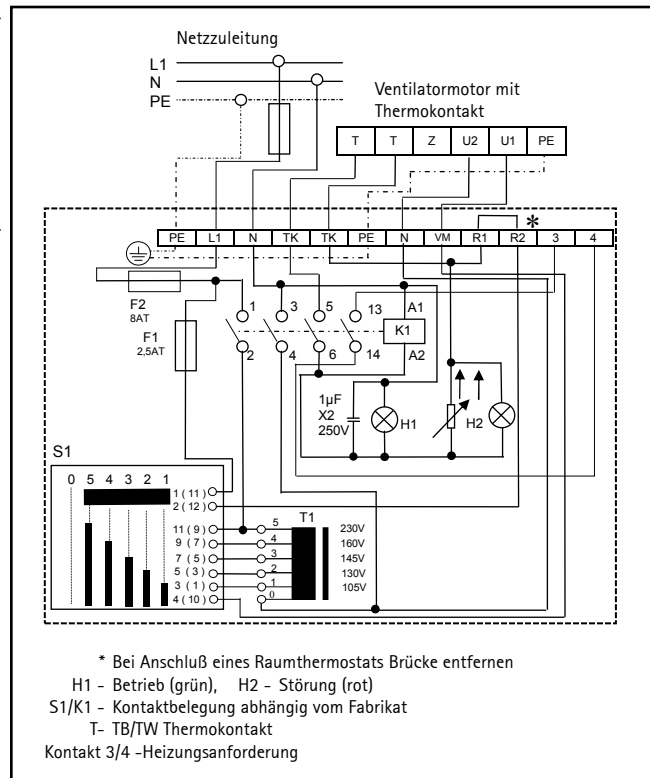 Netzzuleitung
L1
N
PE
Ventilatormotor mit
Thermokontakt
T T Z U2 U1 PE
*
PE L1 N TK TK PE N VM R1 R2 3 4
F2
8AT
F1
2,5AT
1 3 5 13 A1
K1
2 4 6 14 A2
1µF
X2
250V
H1
H2
S1
0 5 4 3 2 1
1 ( 11 )
2 ( 12 )
T1
11 ( 9 ) 5 230V
9 ( 7 ) 4 160V
7 ( 5 ) 3 145V
5 ( 3 ) 2 130V
3 ( 1 ) 1 105V
4 ( 10 ) 0
* Bei Anschluß eines Raumthermostats Brücke entfernen
H1 - Betrieb (grün), H2 - Störung (rot)
S1/K1 - Kontaktbelegung abhängig vom Fabrikat
T- TB/TW Thermokontakt
Kontakt 3/4 -Heizungsanforderung